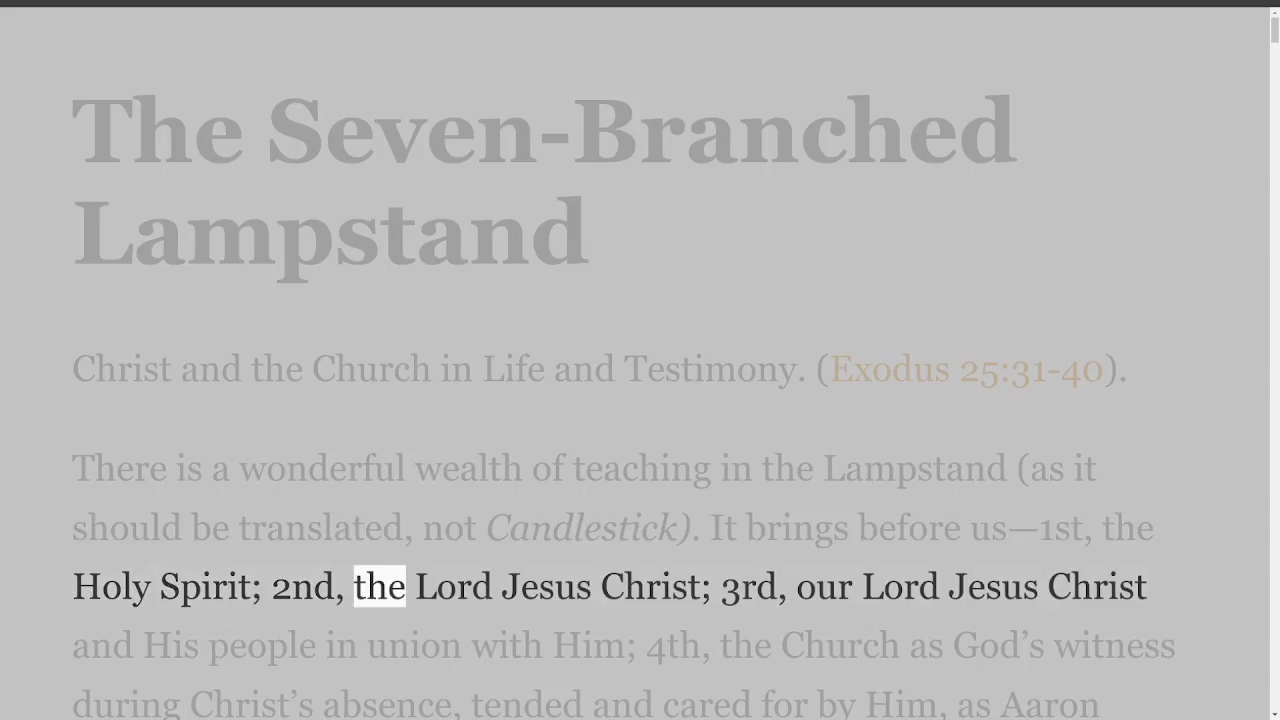 The Seven-Branched
Lampstand
Christ and the Church in Life and Testimony. (Exodus 25:31-40).
There is a wonderful wealth of teaching in the Lampstand (as it
should be translated, not Candlestick). It brings before us—1st, the
Holy Spirit; 2nd, the Lord Jesus Christ; 3rd, our Lord Jesus Christ
and His people in union with Him; 4th, the Church as God’s witness
during Christ’s absence, tended and cared for by Him, as Aaron